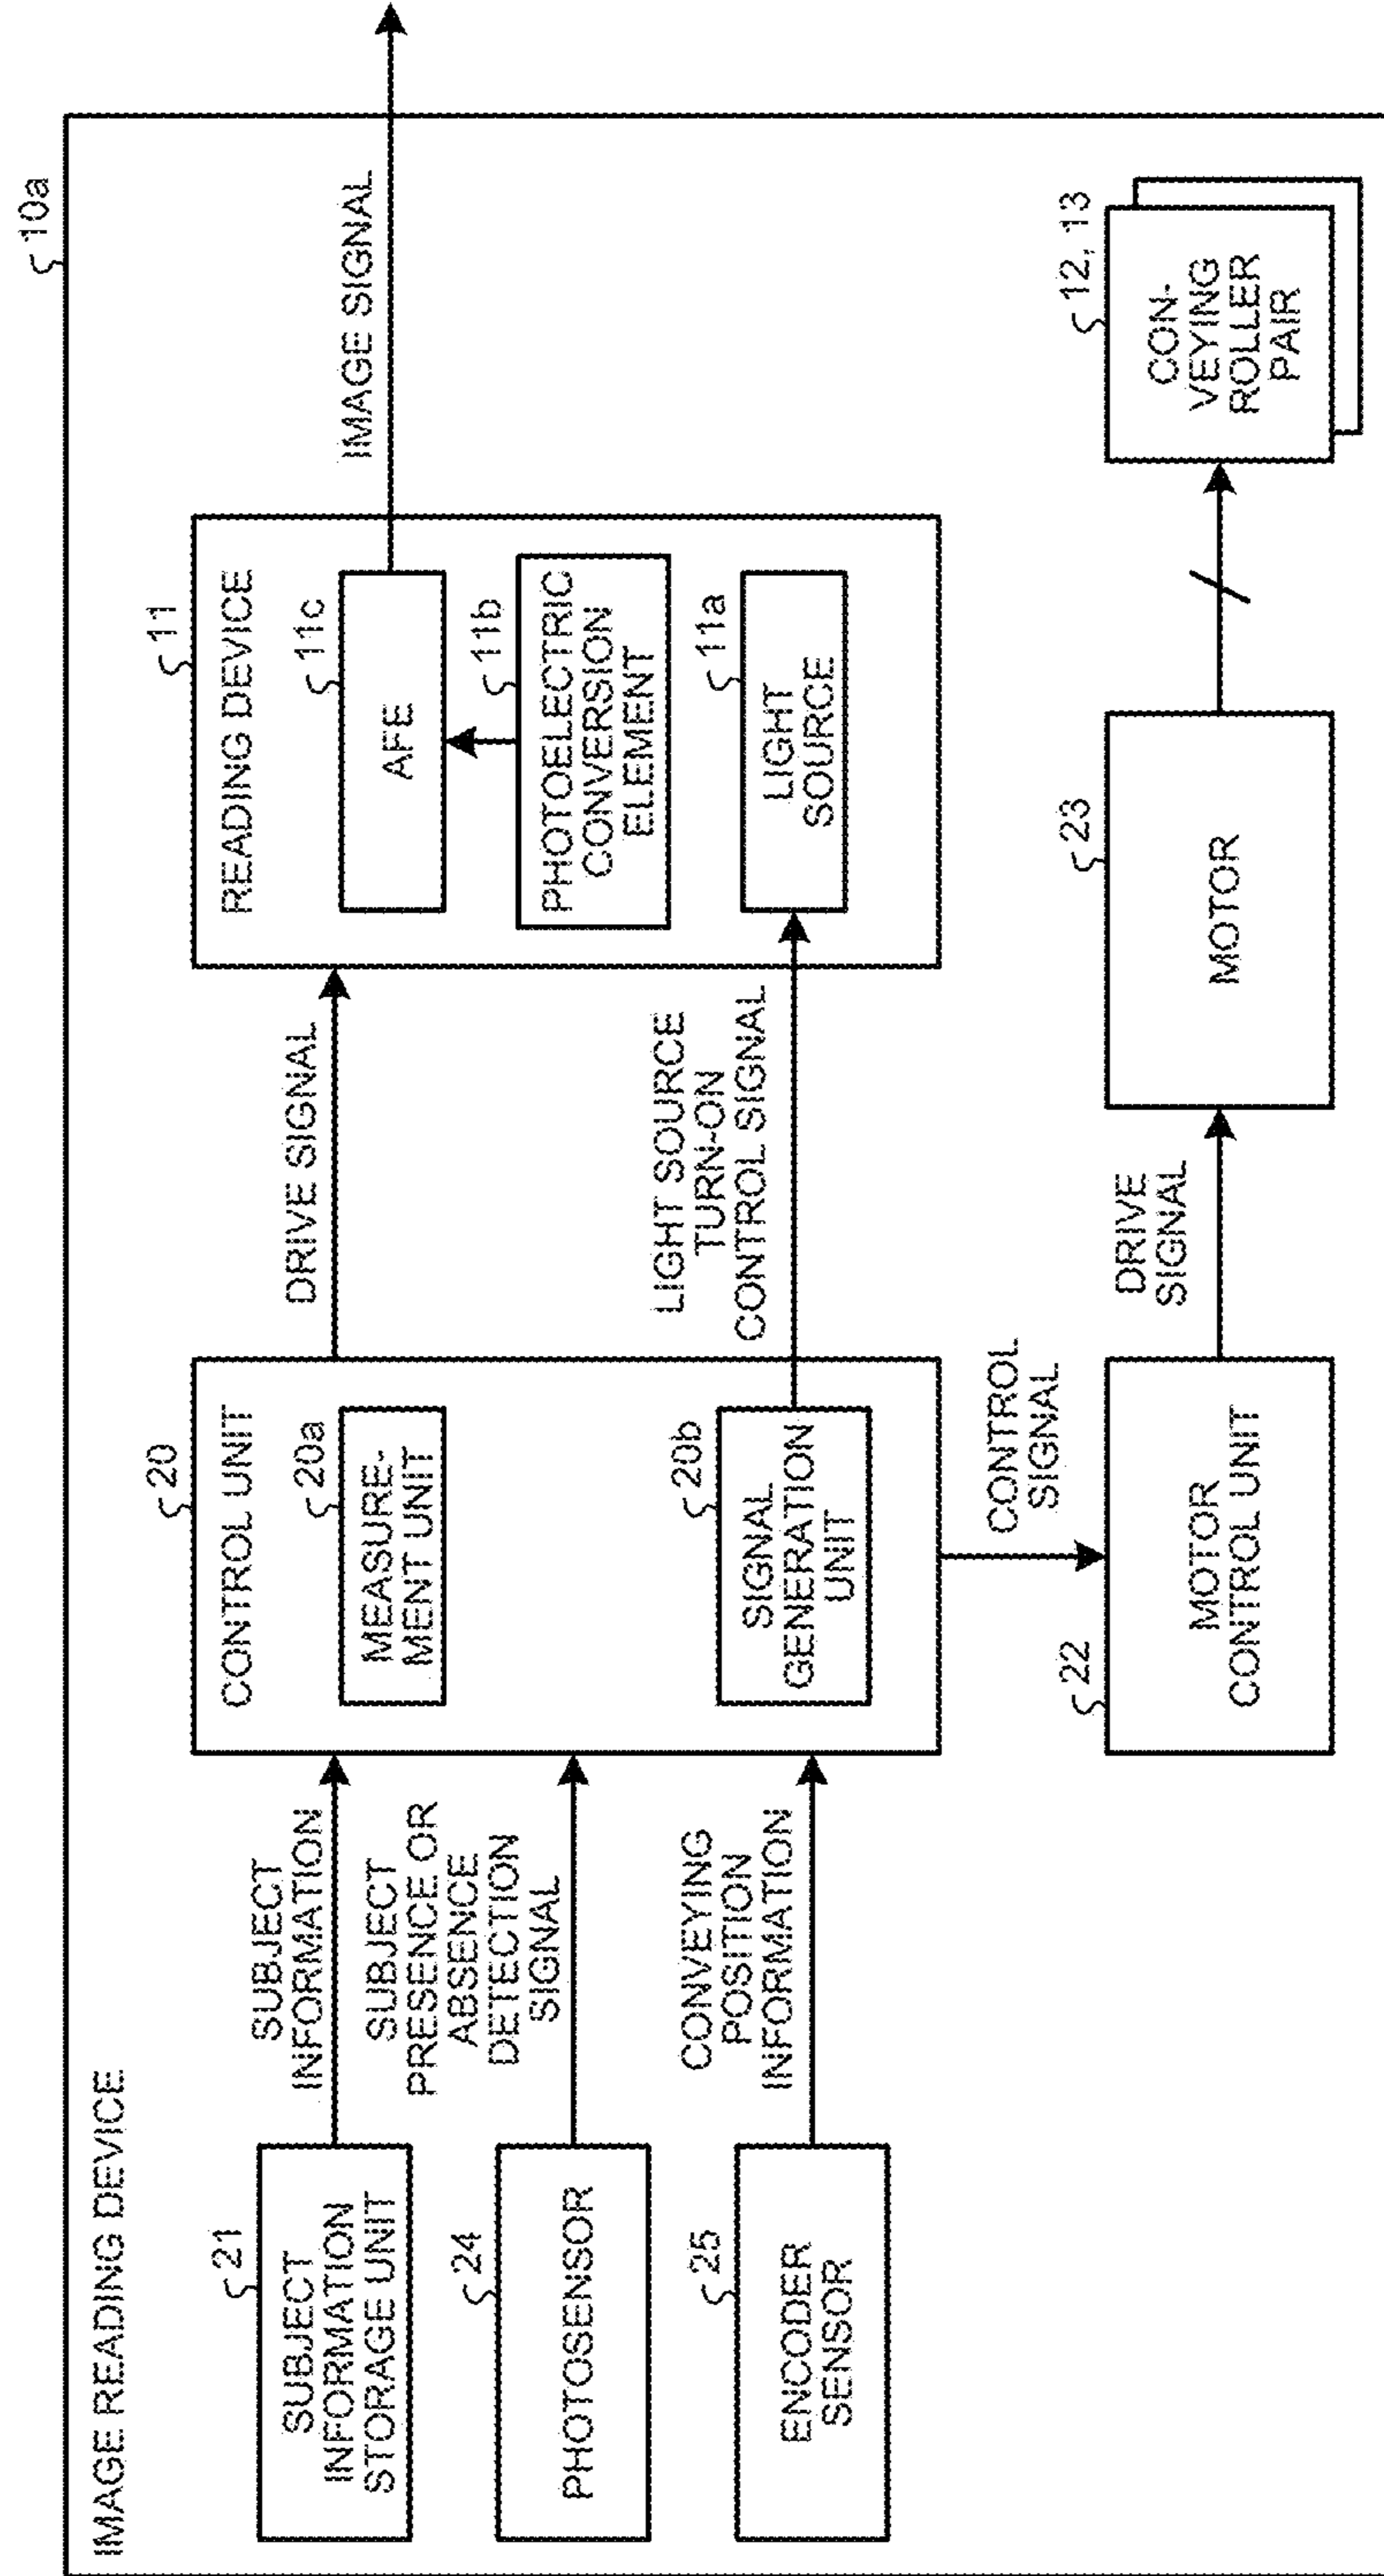 10a
IMAGE READING DEVICE
21
SUBJECT
INFORMATION
STORAGE UNIT
SUBJECT
INFORMATION
24
PHOTOSENSOR
SUBJECT
PRESENCE OR
ABSENCE
DETECTION
SIGNAL
25
ENCODER
SENSOR
CONVEYING
POSITION
INFORMATION
20
CONTROL UNIT
20a
MEASURE-
MENT UNIT
20b
SIGNAL
GENERATION
UNIT
DRIVE SIGNAL
LIGHT SOURCE
TURN-ON
CONTROL SIGNAL
11
READING DEVICE
11c
AFE
11b
PHOTOELECTRIC
CONVERSION
ELEMENT
11a
LIGHT
SOURCE
IMAGE SIGNAL
CONTROL
SIGNAL
22
MOTOR
CONTROL UNIT
DRIVE
SIGNAL
23
MOTOR
12, 13
CON-
VEYING
ROLLER
PAIR